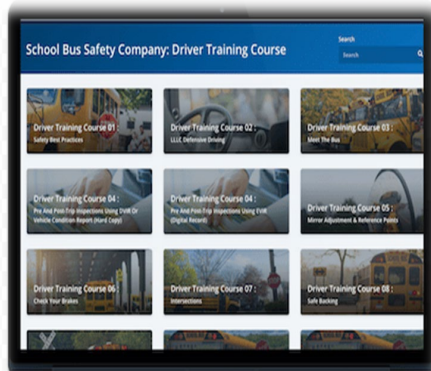 Search
School Bus Safety Company: Driver Training Course
Search
Driver Training Course 01 :
Safety Best Practices
Driver Training Course 02 :
LLLC Defensive Driving
Driver Training Course 03 :
Meet The Bus
Driver Training Course 04 :
Pre And Post-Trip Inspections Using DVIR Or
Vehicle Condition Report (Hard Copy)
Driver Training Course 04 :
Pre And Post-Trip Inspections Using EVIR
(Digital Record)
Driver Training Course 05 :
Mirror Adjustment & Reference Points
Driver Training Course 06 :
Check Your Brakes
Driver Training Course 07 :
Intersections
Driver Training Course 08 :
Safe Backing